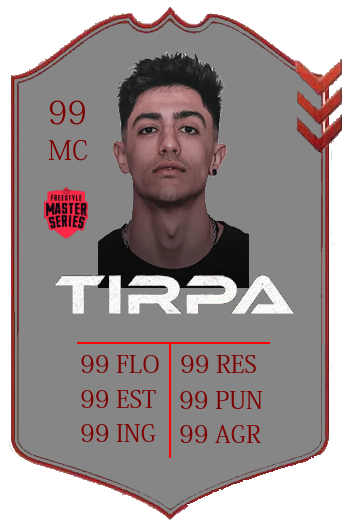 99
MC
FREESTYLE
MASTER
SERIES
TIRPA
99 FLO 99 RES
99 EST 99 PUN
99 ING 99 AGR